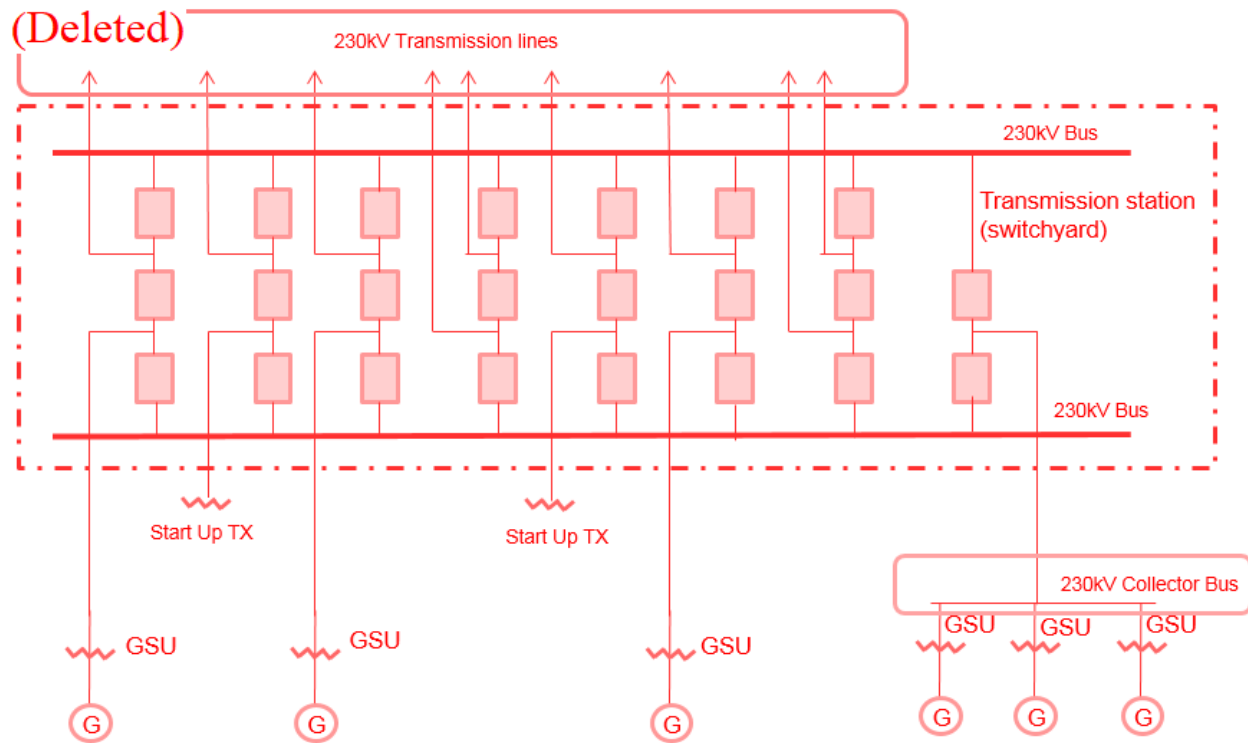 (Deleted)
230kV Transmission lines
230kV Bus
Transmission station
(switchyard)
230kV Bus
Start Up TX
Start Up TX
230kV Collector Bus
GSU
GSU
GSU
GSU
GSU
GSU
G
G
G
G
G
G